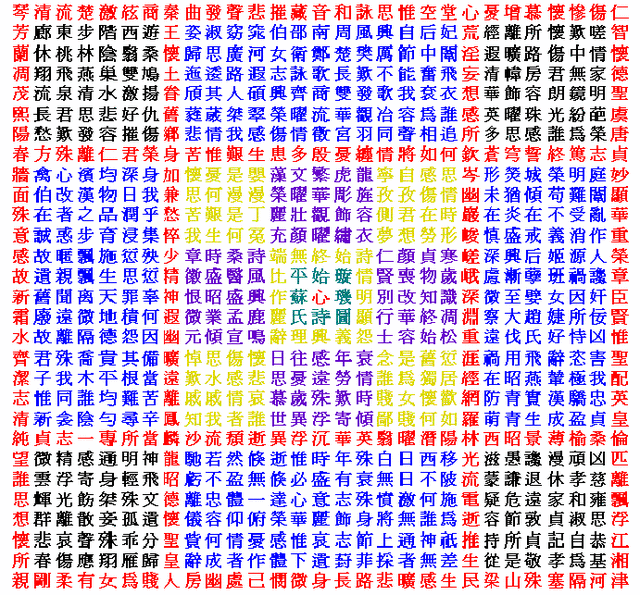 琴清流楚激絃商秦曲發聲悲摧藏音和詠思惟空堂心憂增慕懷慘傷仁
芳廊東步階西遊王姿淑窈窕伯邵南周風興自后妃荒經離所懷歎嗟智
蘭休桃林陰翳桑懷歸思廣河女衛鄭楚樊厲節中闈淫遐曠路傷中情懷
凋翔飛燕巢雙鳩土逶迤路遐志詠歌長歎不能奮飛妄清幃房君無家德
茂流泉清水激揚眷頎其人碩興齊商雙發歌我袞衣想華飾容朗鏡明聖
熙長君思悲好仇舊蕤葳桀翠榮曜流華觀冶容爲誰感英曜珠光紛葩虞
陽愁歎發容摧傷鄉悲情我感傷情徵宮羽同聲相追所多思感誰爲榮唐
春方殊離仁君榮身苦惟艱生患多殷憂纏情將如何欽蒼穹誓終篤志貞
牆禽心濱均深身加懷憂是嬰藻文繁虎龍寧自感思岑形熒城榮明庭妙
面伯改漢物日我兼思何漫漫榮曜華彫旂孜孜傷情幽未猶傾苟難闈顯
殊在者之品潤乎愁苦艱是丁麗壯觀飾容側君在時巖在炎在不受亂華
意誠惑步育浸集悴我生何冤充顏曜繡衣夢想勞形峻慎盛戒義消作重
感故暱飄施愆殃少章時桑詩端無終始詩仁顏貞寒嵯深興后姬源人榮
故遺親飄生思愆精徽盛翳風比平始璇情賢喪物歲峨慮漸孽班禍讒章
新舊聞離天罪辜神恨昭盛興作蘇心璣明別改知識深微至嬖女因奸臣
霜廢遠微地積何遐微業孟鹿麗氏詩圖顯行華終凋淵察大趙婕所佞賢
水故離隔德怨因幽元傾宣鳴辭理興義怨士容始松重遠伐氏好恃凶惟
齊君殊喬貴其備曠悼思傷懷日往感年衰念是舊愆涯禍用飛辭恣害聖
潔子我木平根當遠歎水感悲思憂遠勞情誰爲獨居經在昭燕輦極我配
志惟同誰均難苦離戚戚情哀慕歲殊歎時賤女懷歡網防青實漢驕忠英
清新衾陰勻尋辛鳳知我者誰世異浮寄傾鄙賤何如羅萌青生成盈貞皇
純貞志一專所當麟沙流頹逝異浮沉華英翳曜潛陽林西昭景薄榆桑倫
望微精感通明神龍馳若然倏逝惟時年殊白日西移光滋愚讒漫頑凶匹
誰雲浮寄身輕飛昭虧不盈無倏必盛有衰無日不陂流蒙謙退休孝慈離
思輝光飭桀殊文德離忠體一達心意志殊憤激何施電疑危遠家和雍飄
想群離散妾孤遺懷儀容仰俯榮華麗飾身將無誰爲逝容節敦貞淑思浮
懷悲哀聲殊乖分聖貲何情憂感惟哀志節上通神祇推持所貞記自恭江
所春傷應翔雁歸皇辭成者作體下遺葑菲採者無差生從是敬孝爲基湘
親剛柔有女爲賤人房幽處己憫微身長路悲曠感生民梁山殊塞隔河津